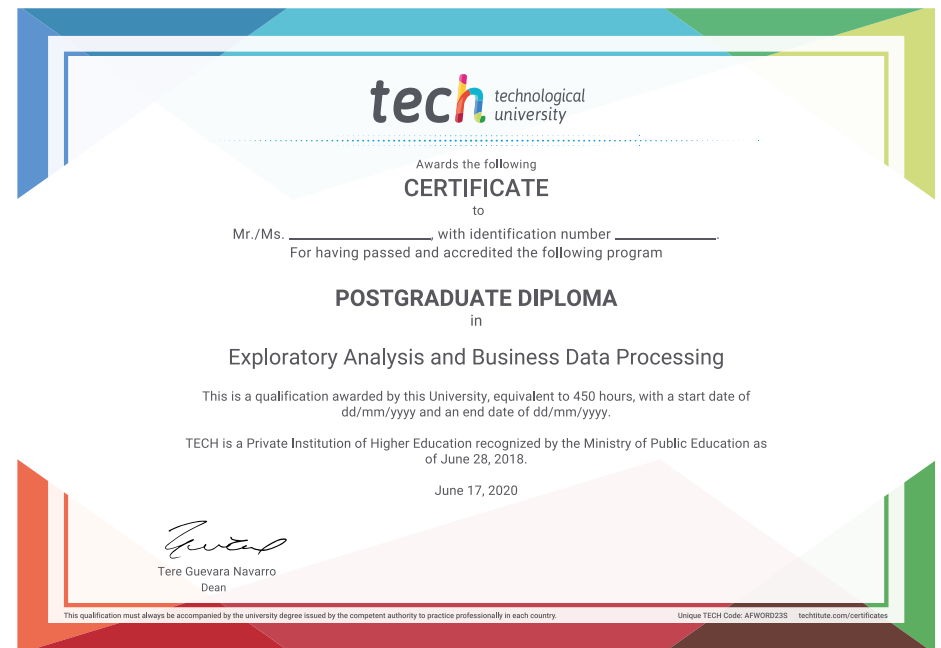 tech technological
university
Awards the following
CERTIFICATE
to
Mr./Ms. ________________, with identification number ____________.
For having passed and accredited the following program
POSTGRADUATE DIPLOMA
in
Exploratory Analysis and Business Data Processing
This is a qualification awarded by this University, equivalent to 450 hours, with a start date of
dd/mm/yyyy and an end date of dd/mm/yyyy.
TECH is a Private Institution of Higher Education recognized by the Ministry of Public Education as
of June 28, 2018.
June 17, 2020
Tere Guevara Navarro
Dean
This qualification must always be accompanied by the university degree issued by the competent authority to practice professionally in each country.
Unique TECH Code: AFWORD23S techtitute.com/certificates